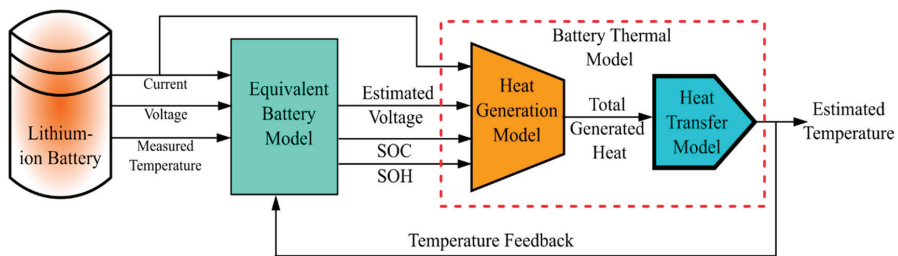 Lithium-
ion Battery
Current
Voltage
Measured
Temperature
Equivalent
Battery
Model
Estimated
Voltage
SOC
SOH
Battery Thermal
Model
Heat
Generation
Model
Total
Generated
Heat
Heat
Transfer
Model
Estimated
Temperature
Temperature Feedback